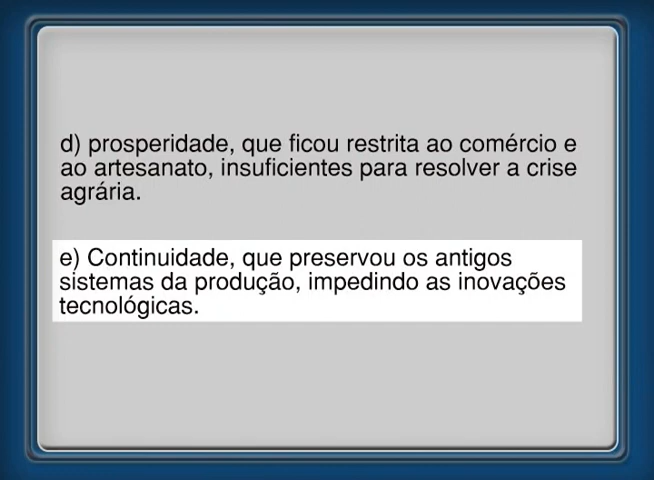 d) prosperidade, que ficou restrita ao comércio e
ao artesanato, insuficientes para resolver a crise
agrária.
e) Continuidade, que preservou os antigos
sistemas da produção, impedindo as inovações
tecnológicas.